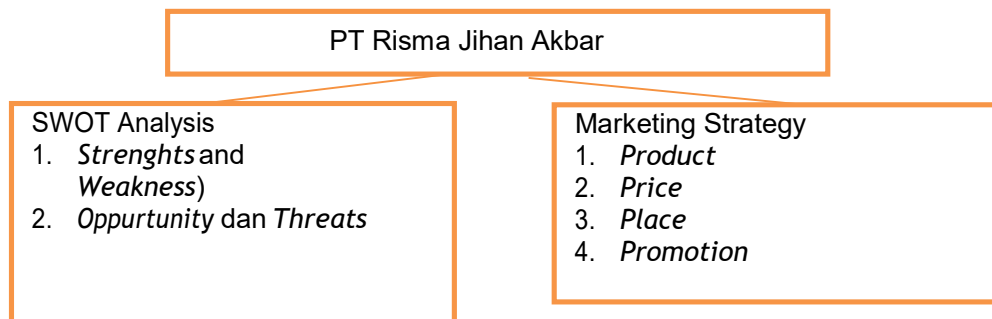 PT Risma Jihan Akbar
SWOT Analysis
1. Strenghts and
Weakness)
2. Oppurtunity dan Threats
Marketing Strategy
1. Product
2. Price
3. Place
4. Promotion